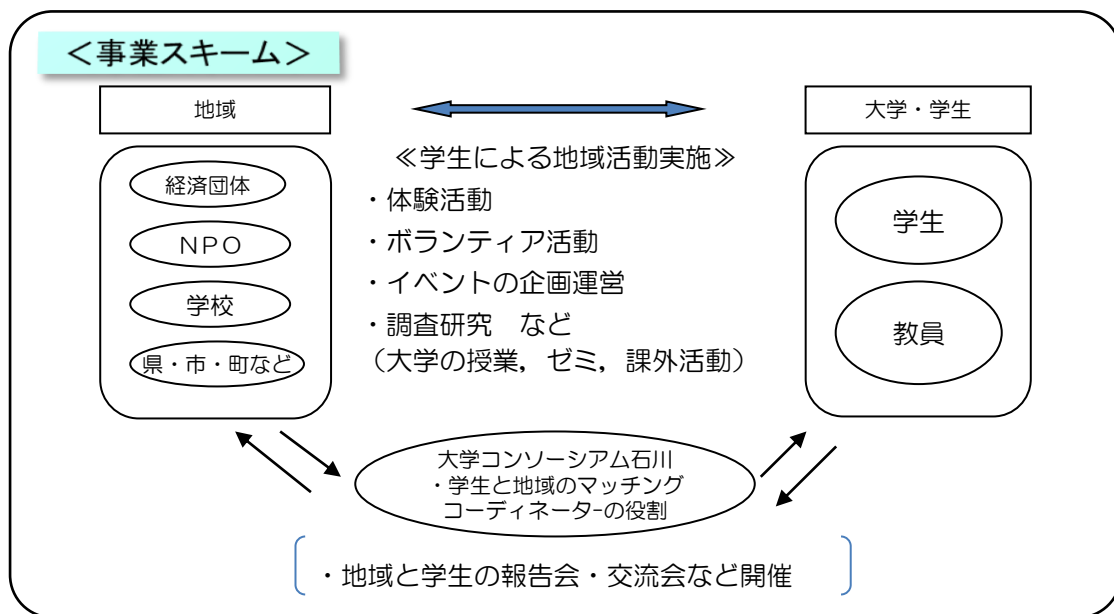 ＜事業スキーム＞
地域
大学・学生
経済団体
ＮＰＯ
学校
県・市・町など
≪学生による地域活動実施≫
・体験活動
・ボランティア活動
・イベントの企画運営
・調査研究　など
（大学の授業，ゼミ，課外活動）
学生
教員
大学コンソーシアム石川
・学生と地域のマッチング
コーディネータ-の役割
・地域と学生の報告会・交流会など開催